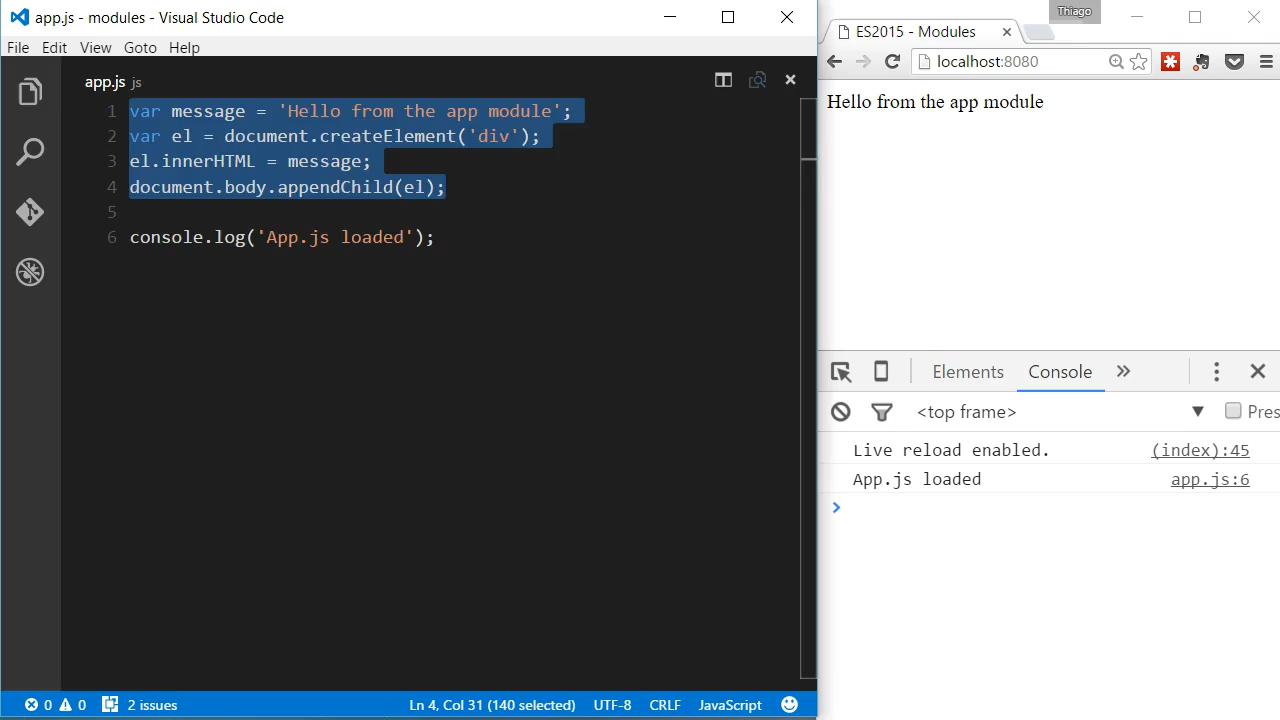 app.js - modules - Visual Studio Code
File Edit View Goto Help
app.js js
1 var message = 'Hello from the app module';
2 var el = document.createElement('div');
3 el.innerHTML = message;
4 document.body.appendChild(el);
5
6 console.log('App.js loaded');
0 0 2 issues Ln 4, Col 31 (140 selected) UTF-8 CRLF JavaScript
Thiago
ES2015 - Modules
localhost:8080
Hello from the app module
Elements Console »
<top frame> Pres
Live reload enabled. (index):45
App.js loaded app.js:6